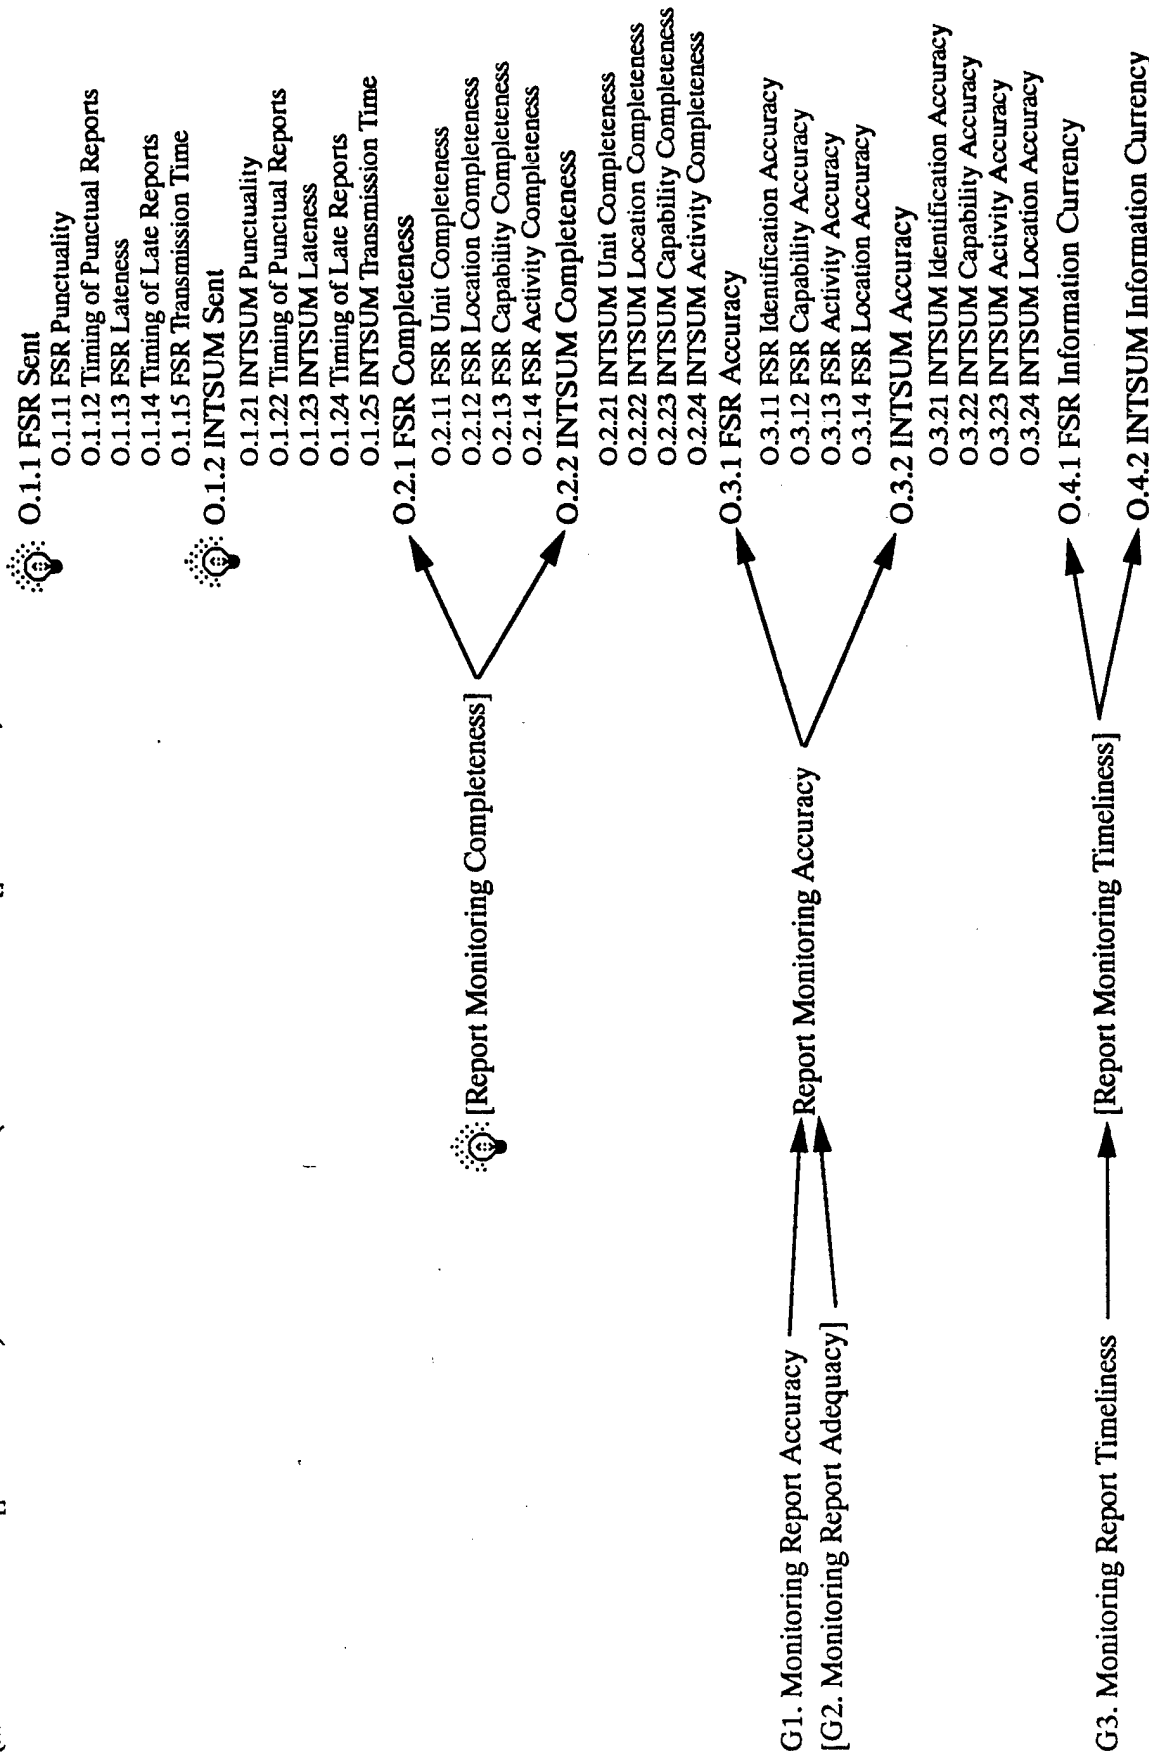 O.1.1 FSR Sent
O.1.11 FSR Punctuality
O.1.12 Timing of Punctual Reports
O.1.13 FSR Lateness
O.1.14 Timing of Late Reports
O.1.15 FSR Transmission Time
O.1.2 INTSUM Sent
O.1.21 INTSUM Punctuality
O.1.22 Timing of Punctual Reports
O.1.23 INTSUM Lateness
O.1.24 Timing of Late Reports
O.1.25 INTSUM Transmission Time
O.2.1 FSR Completeness
O.2.11 FSR Unit Completeness
O.2.12 FSR Location Completeness
O.2.13 FSR Capability Completeness
O.2.14 FSR Activity Completeness
[Report Monitoring Completeness]
O.2.2 INTSUM Completeness
O.2.21 INTSUM Unit Completeness
O.2.22 INTSUM Location Completeness
O.2.23 INTSUM Capability Completeness
O.2.24 INTSUM Activity Completeness
O.3.1 FSR Accuracy
O.3.11 FSR Identification Accuracy
O.3.12 FSR Capability Accuracy
O.3.13 FSR Activity Accuracy
O.3.14 FSR Location Accuracy
G1. Monitoring Report Accuracy
[G2. Monitoring Report Adequacy]
Report Monitoring Accuracy
O.3.2 INTSUM Accuracy
O.3.21 INTSUM Identification Accuracy
O.3.22 INTSUM Capability Accuracy
O.3.23 INTSUM Activity Accuracy
O.3.24 INTSUM Location Accuracy
O.4.1 FSR Information Currency
G3. Monitoring Report Timeliness
[Report Monitoring Timeliness]
O.4.2 INTSUM Information Currency